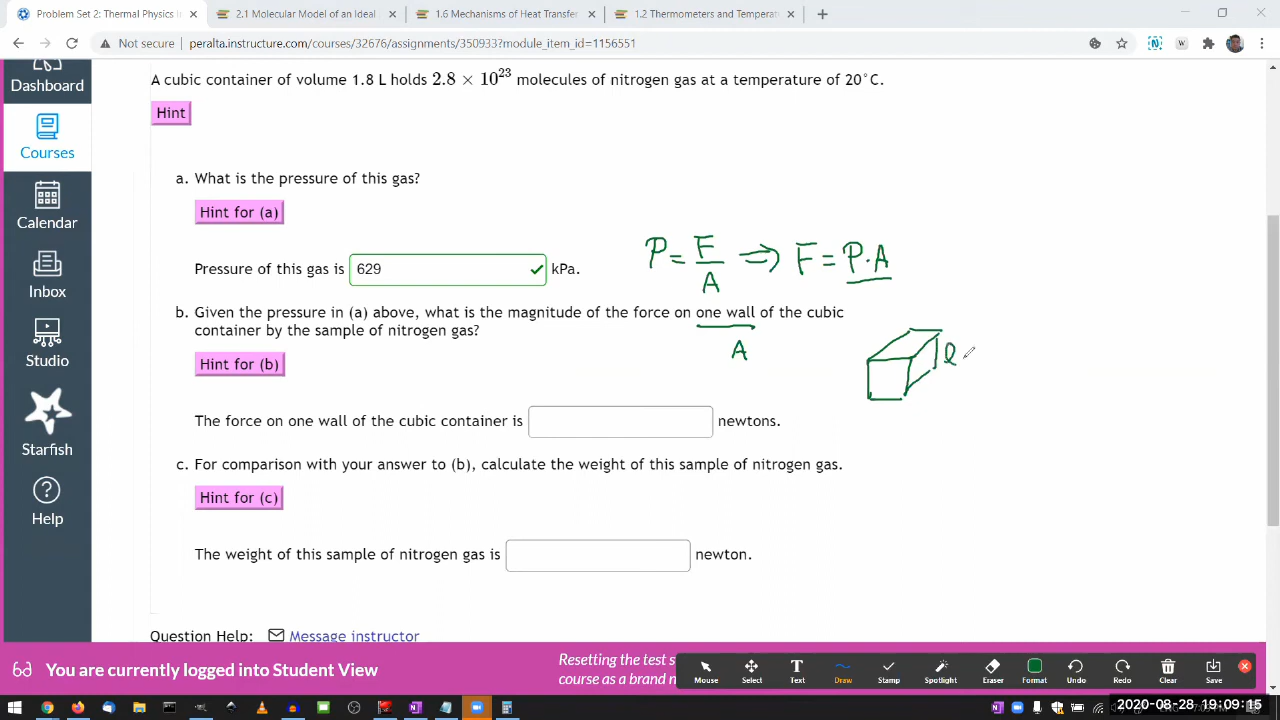 Problem Set 2: Thermal Physics I
2.1 Molecular Model of an Ideal
1.6 Mechanisms of Heat Transfer
1.2 Thermometers and Temperat
Not secure | peralta.instructure.com/courses/32676/assignments/350933?module_item_id=1156551
Dashboard
Courses
Calendar
Inbox
Studio
Starfish
Help
A cubic container of volume 1.8 L holds 2.8 × 10^23 molecules of nitrogen gas at a temperature of 20°C.
Hint
a. What is the pressure of this gas?
Hint for (a)
Pressure of this gas is 629 kPa.
P = F/A ⇒ F = P·A
b. Given the pressure in (a) above, what is the magnitude of the force on one wall of the cubic
container by the sample of nitrogen gas?
A
l
Hint for (b)
The force on one wall of the cubic container is newtons.
c. For comparison with your answer to (b), calculate the weight of this sample of nitrogen gas.
Hint for (c)
The weight of this sample of nitrogen gas is newton.
Question Help: Message instructor
You are currently logged into Student View
Resetting the test s
course as a brand n
Mouse Select Text Draw Stamp Spotlight Eraser Format Undo Redo Clear Save
2020-08-28 19:09:15